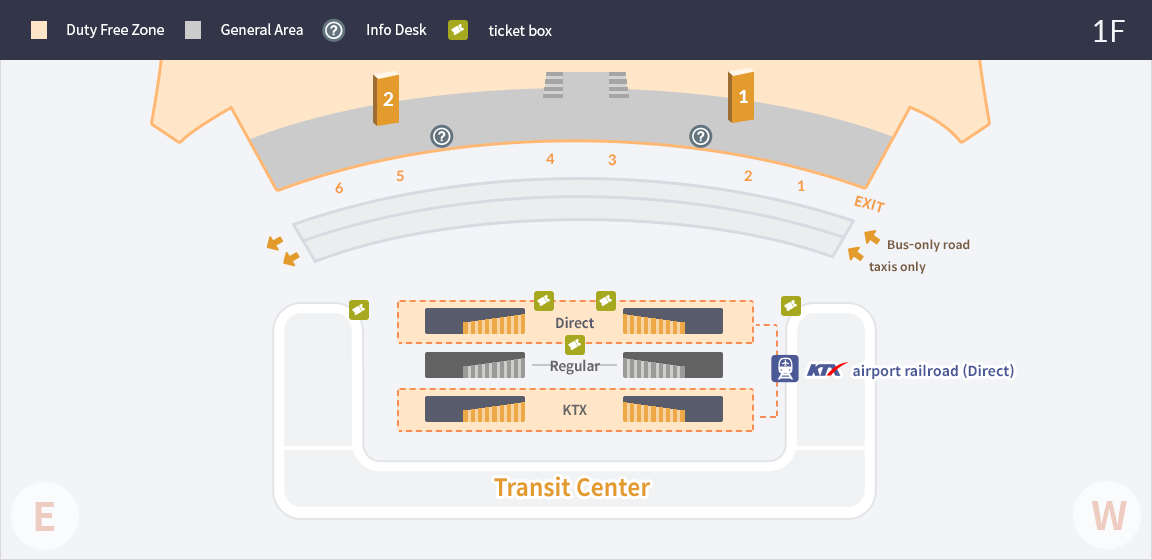 Duty Free Zone General Area ? Info Desk ticket box 1F
2 1
? ?
6 5 4 3 2 1 EXIT
Bus-only road
taxis only
Direct
Regular
KTX
KTX airport railroad (Direct)
Transit Center
E W